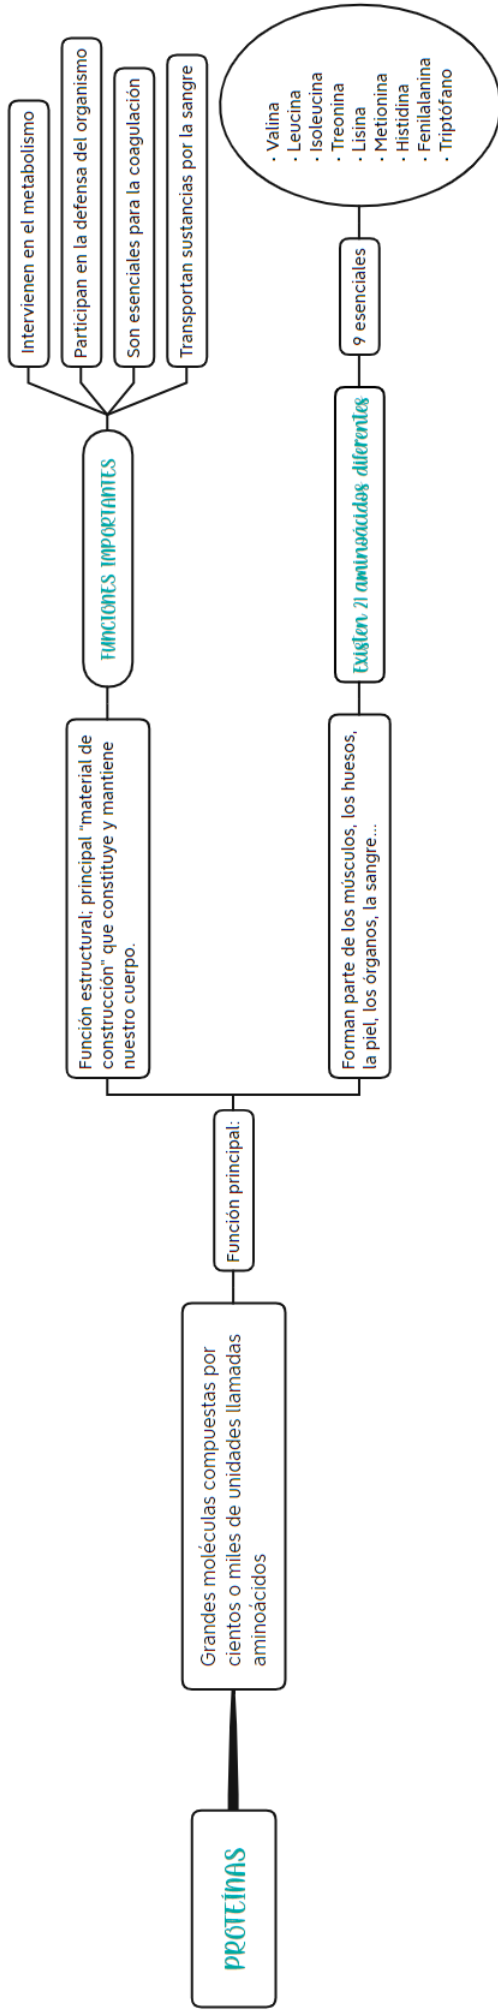 PROTEÍNAS
Grandes moléculas compuestas por
cientos o miles de unidades llamadas
aminoácidos
Función principal:
Función estructural; principal "material de
construcción" que constituye y mantiene
nuestro cuerpo.
FUNCIONES IMPORTANTES
Intervienen en el metabolismo
Participan en la defensa del organismo
Son esenciales para la coagulación
Transportan sustancias por la sangre
Forman parte de los músculos, los huesos,
la piel, los órganos, la sangre...
Existen 21 aminoácidos diferentes
9 esenciales
· Valina
· Leucina
· Isoleucina
· Treonina
· Lisina
· Metionina
· Histidina
· Fenilalanina
· Triptófano